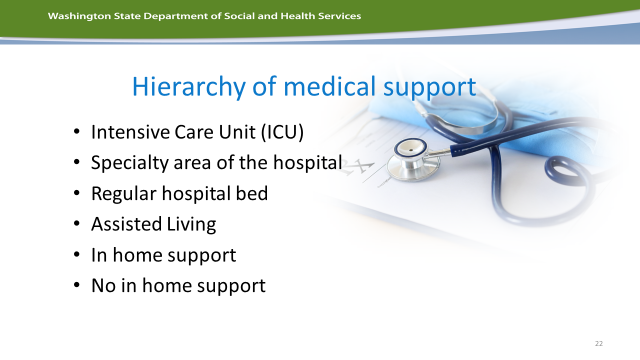 Washington State Department of Social and Health Services
Hierarchy of medical support
• Intensive Care Unit (ICU)
• Specialty area of the hospital
• Regular hospital bed
• Assisted Living
• In home support
• No in home support
22